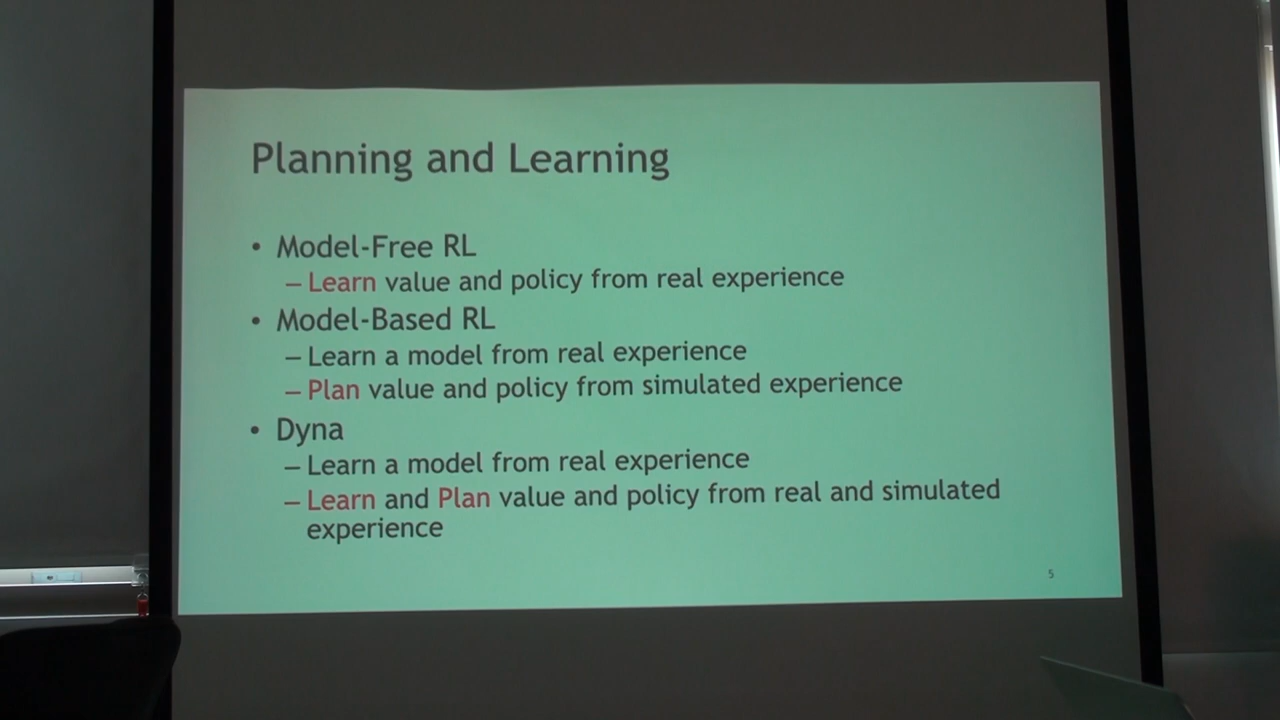 Planning and Learning
• Model-Free RL
– Learn value and policy from real experience
• Model-Based RL
– Learn a model from real experience
– Plan value and policy from simulated experience
• Dyna
– Learn a model from real experience
– Learn and Plan value and policy from real and simulated
experience
5